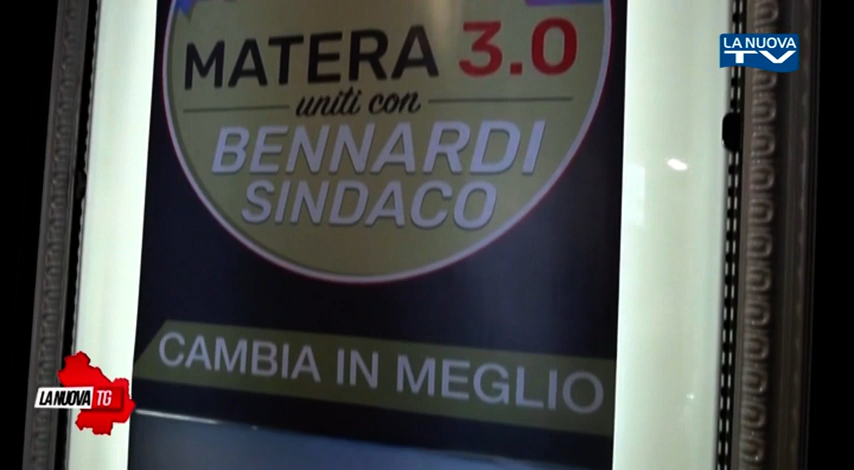 LA NUOVA
TV
MATERA 3.0
uniti con
BENNARDI
SINDACO
CAMBIA IN MEGLIO
LA NUOVA TG